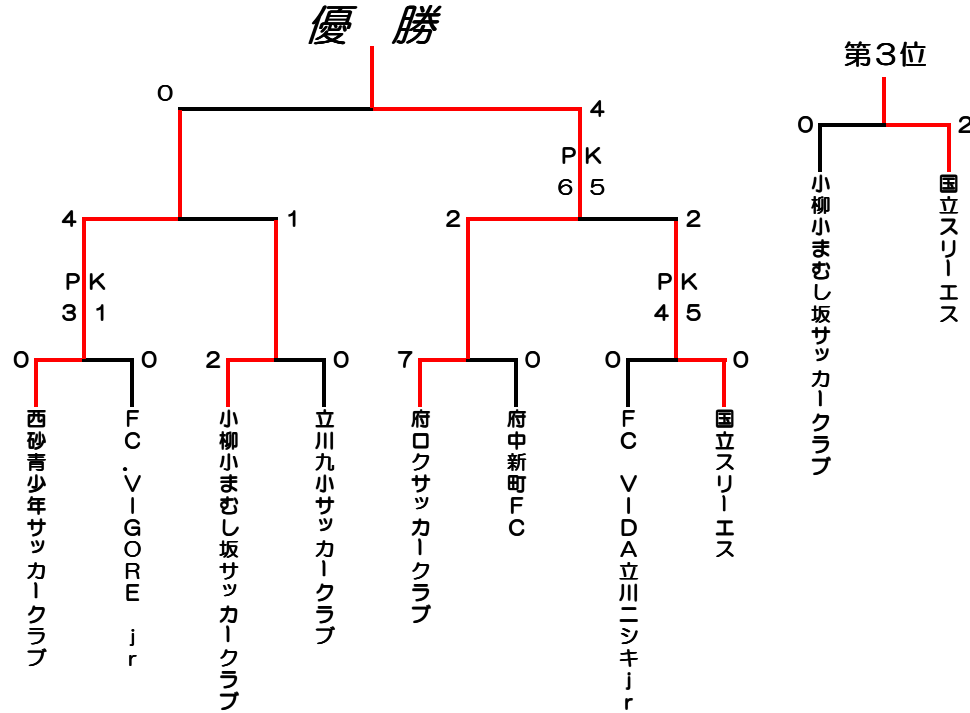 優　勝
第3位
0
4
0
2
PK
6 5
4
1
2
2
PK
3 1
PK
4 5
0
0
2
0
7
0
0
0
西砂青少年サッカークラブ
FC.VIGORE jr
小柳小まむし坂サッカークラブ
立川九小サッカークラブ
府ロクサッカークラブ
府中新町FC
FC VIDA立川ニシキjr
国立スリーエス
小柳小まむし坂サッカークラブ
国立スリーエス